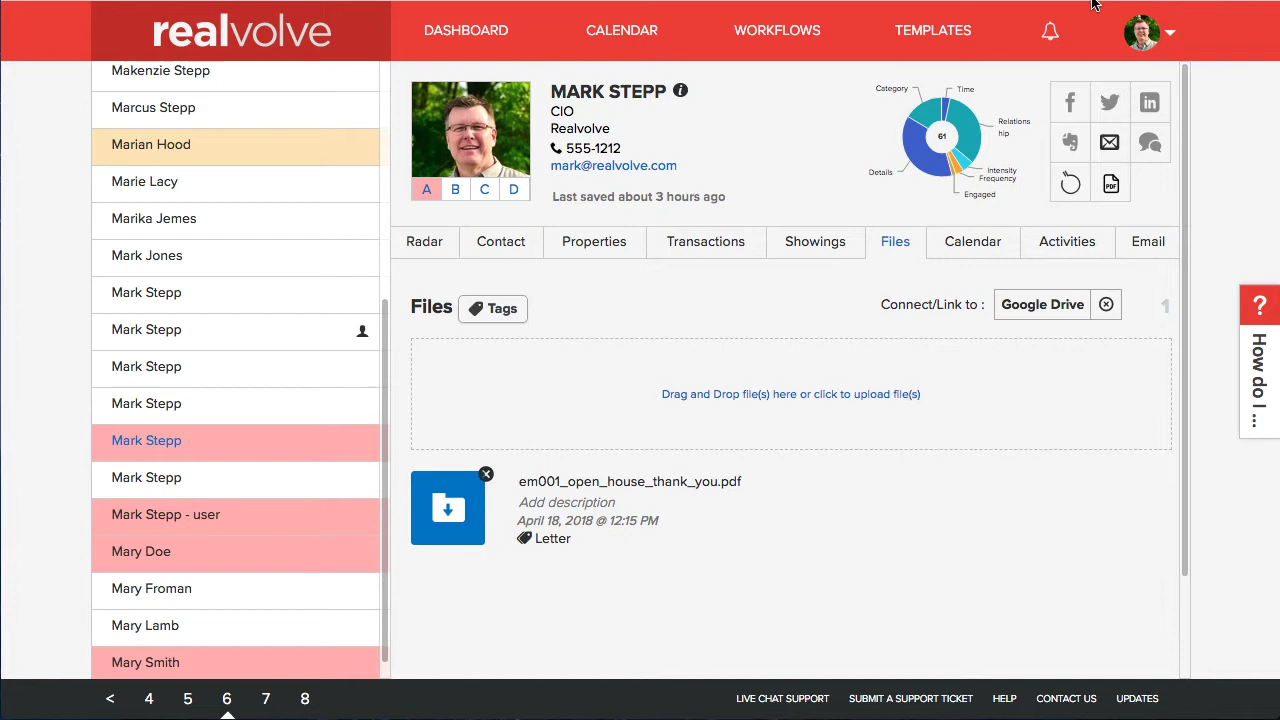 realvolve
DASHBOARD
CALENDAR
WORKFLOWS
TEMPLATES
Makenzie Stepp
Marcus Stepp
Marian Hood
Marie Lacy
Marika Jemes
Mark Jones
Mark Stepp
Mark Stepp
Mark Stepp
Mark Stepp
Mark Stepp
Mark Stepp
Mark Stepp - user
Mary Doe
Mary Froman
Mary Lamb
Mary Smith
MARK STEPP
CIO
Realvolve
555-1212
mark@realvolve.com
A B C D
Last saved about 3 hours ago
Category
Time
Relations
hip
61
Intensity
Frequency
Details
Engaged
PDF
Radar
Contact
Properties
Transactions
Showings
Files
Calendar
Activities
Email
Files
Tags
Connect/Link to :
Google Drive
1
Drag and Drop file(s) here or click to upload file(s)
em001_open_house_thank_you.pdf
Add description
April 18, 2018 @ 12:15 PM
Letter
?
How do I ...
< 4 5 6 7 8
LIVE CHAT SUPPORT
SUBMIT A SUPPORT TICKET
HELP
CONTACT US
UPDATES